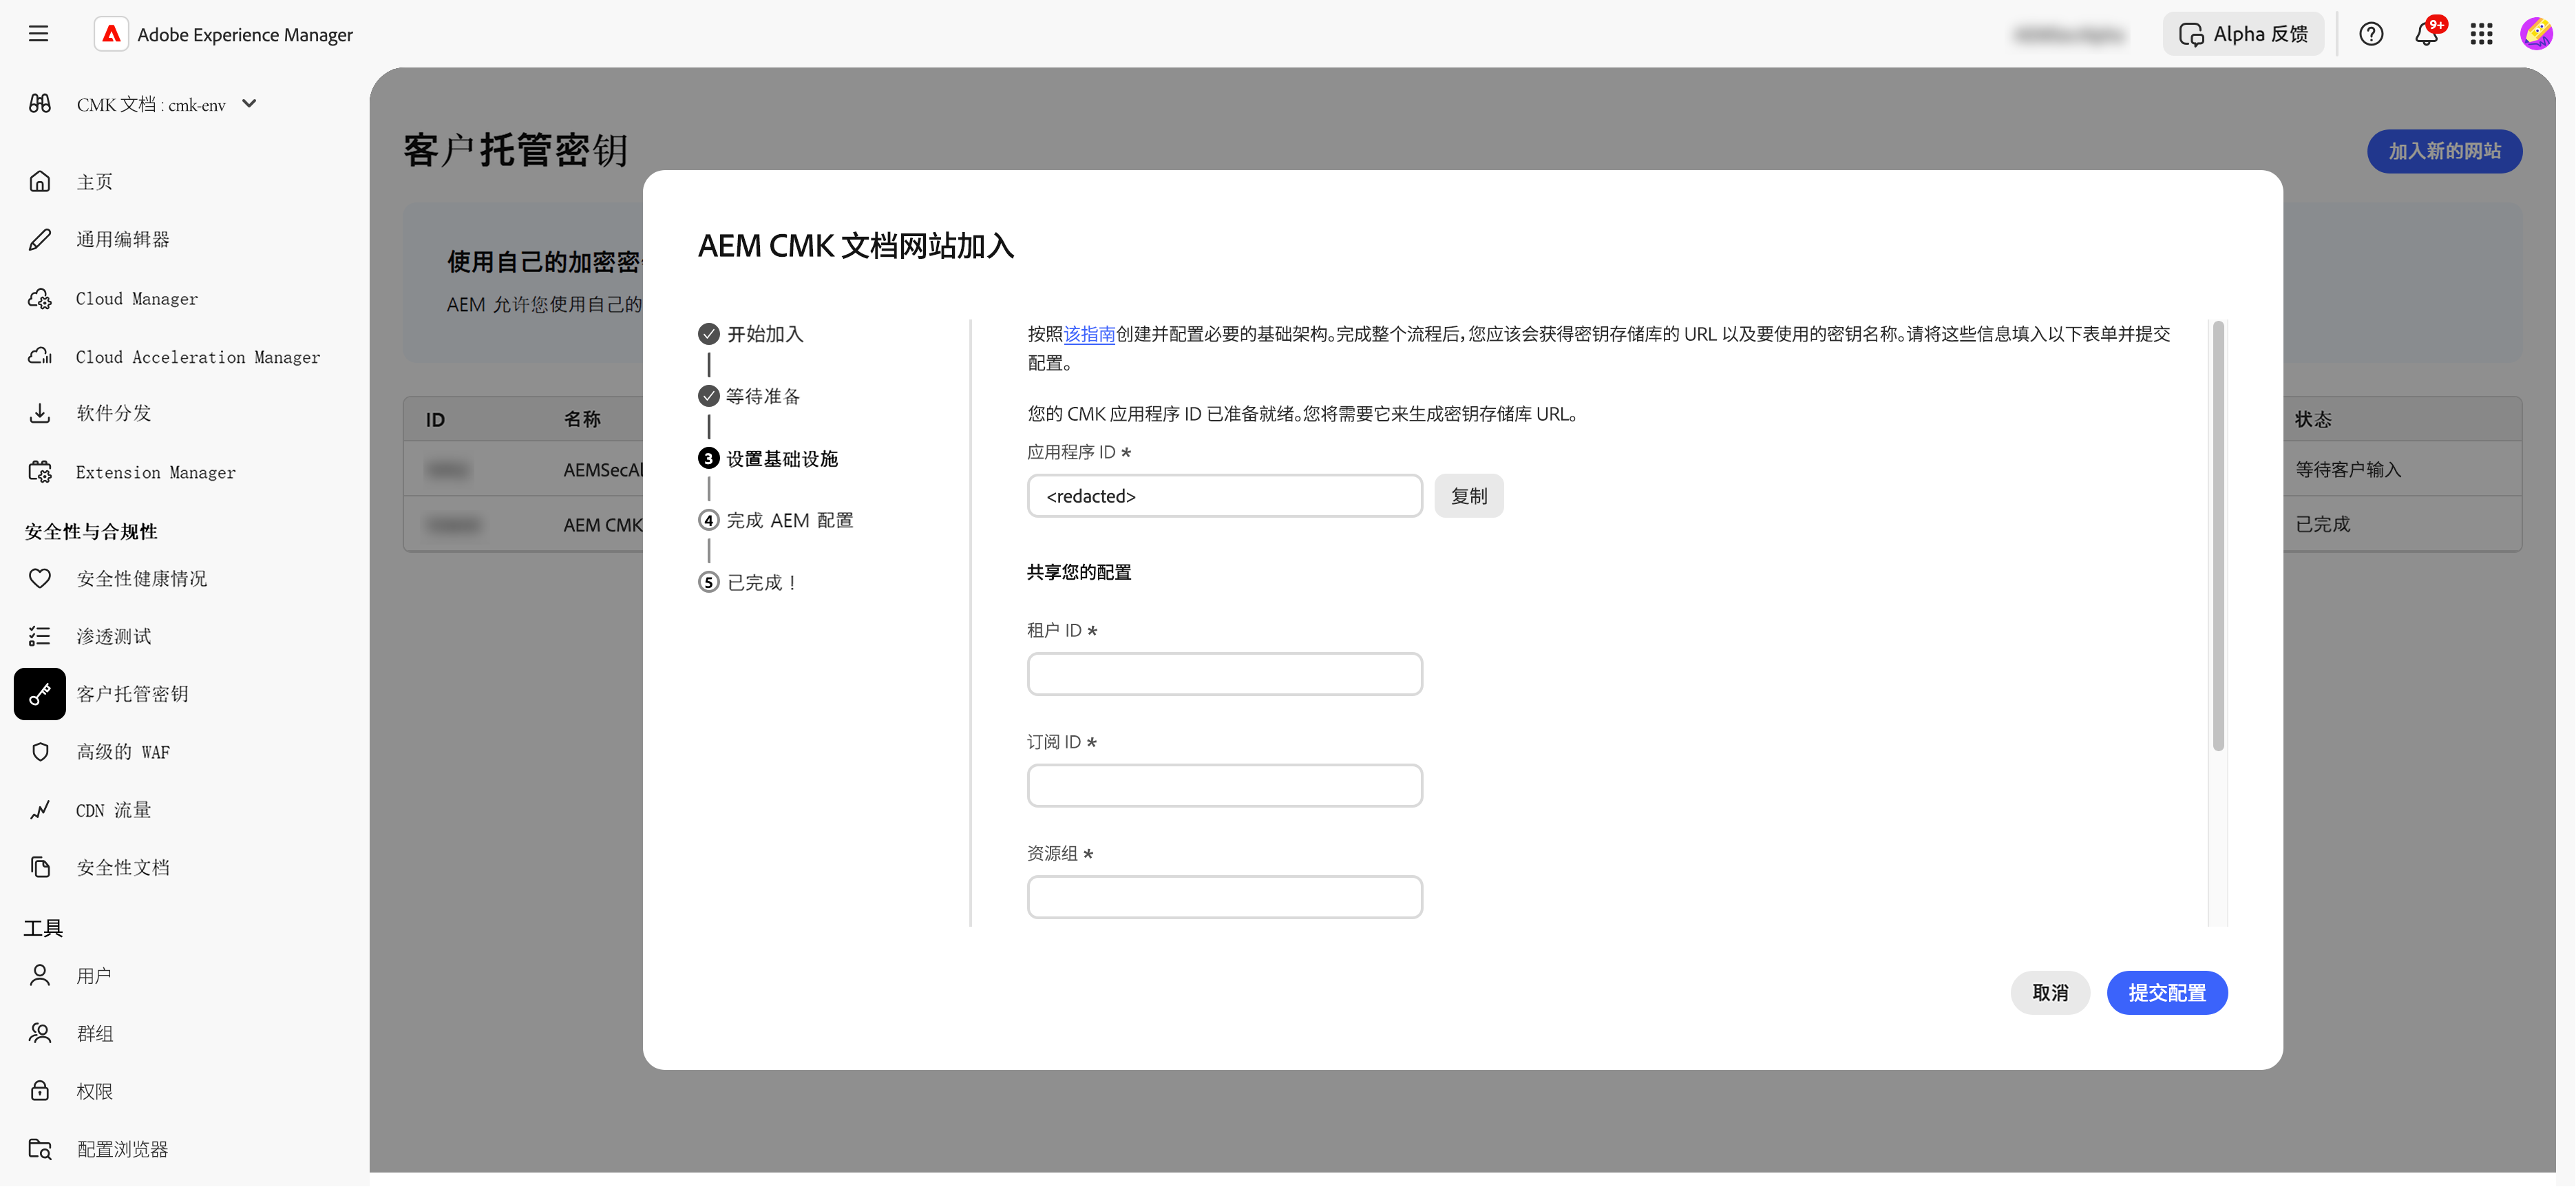 Adobe Experience Manager
Alpha 反馈
9+
CMK 文档 : cmk-env
主页
通用编辑器
Cloud Manager
Cloud Acceleration Manager
软件分发
Extension Manager
安全性与合规性
安全性健康情况
渗透测试
客户托管密钥
高级的 WAF
CDN 流量
安全性文档
工具
用户
群组
权限
配置浏览器
客户托管密钥
加入新的网站
使用自己的加密密
AEM 允许您使用自己的
ID 名称 状态
AEMSecAl 等待客户输入
AEM CMK 已完成
AEM CMK 文档网站加入
开始加入
等待准备
3 设置基础设施
4 完成 AEM 配置
5 已完成！
按照该指南创建并配置必要的基础架构。完成整个流程后，您应该会获得密钥存储库的 URL 以及要使用的密钥名称。请将这些信息填入以下表单并提交
配置。
您的 CMK 应用程序 ID 已准备就绪。您将需要它来生成密钥存储库 URL。
应用程序 ID *
<redacted> 复制
共享您的配置
租户 ID *
订阅 ID *
资源组 *
取消 提交配置